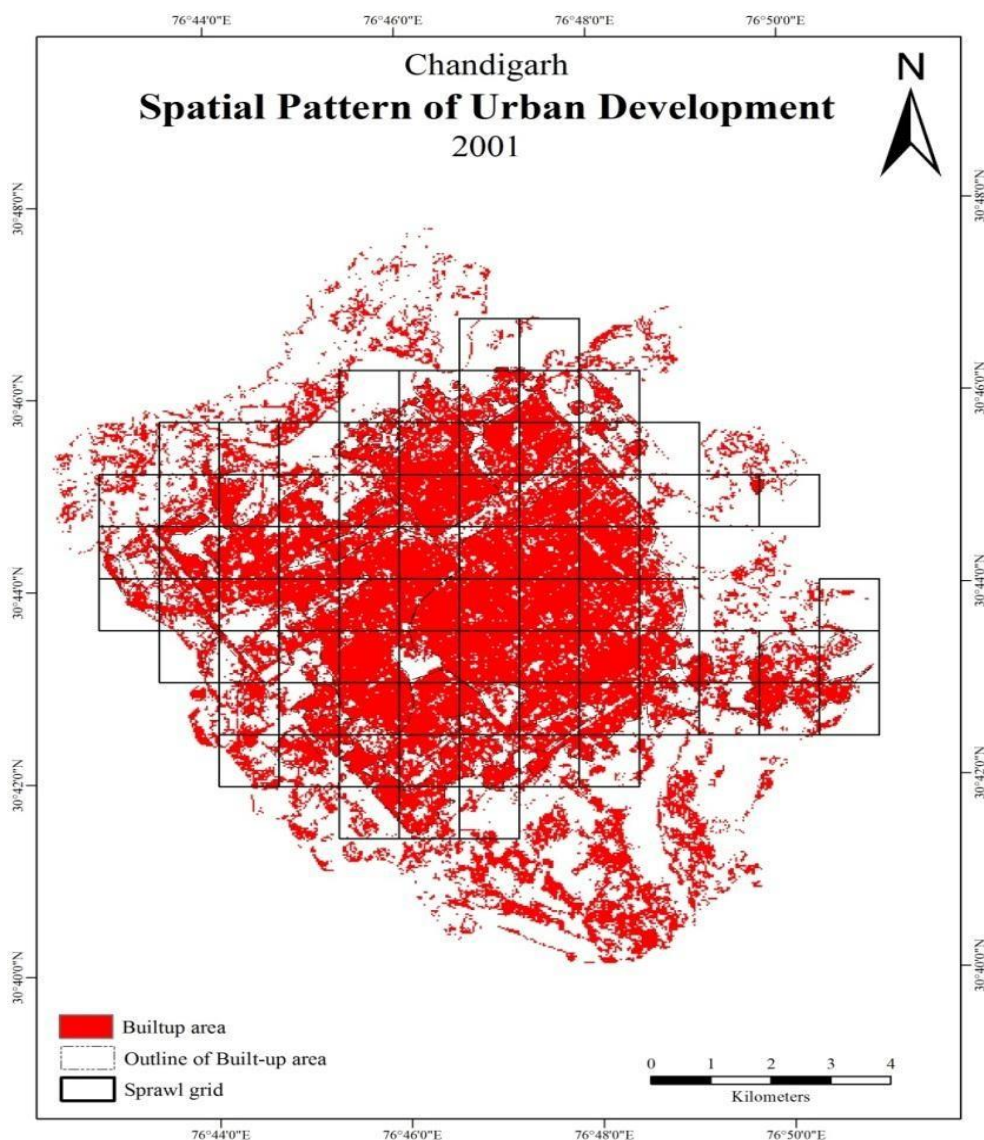 76°44'0"E 76°46'0"E 76°48'0"E 76°50'0"E
Chandigarh
Spatial Pattern of Urban Development
2001
N
30°48'0"N 30°48'0"N
30°46'0"N 30°46'0"N
30°44'0"N 30°44'0"N
30°42'0"N 30°42'0"N
30°40'0"N 30°40'0"N
Builtup area
Outline of Built-up area
Sprawl grid
0 1 2 3 4
Kilometers
76°44'0"E 76°46'0"E 76°48'0"E 76°50'0"E